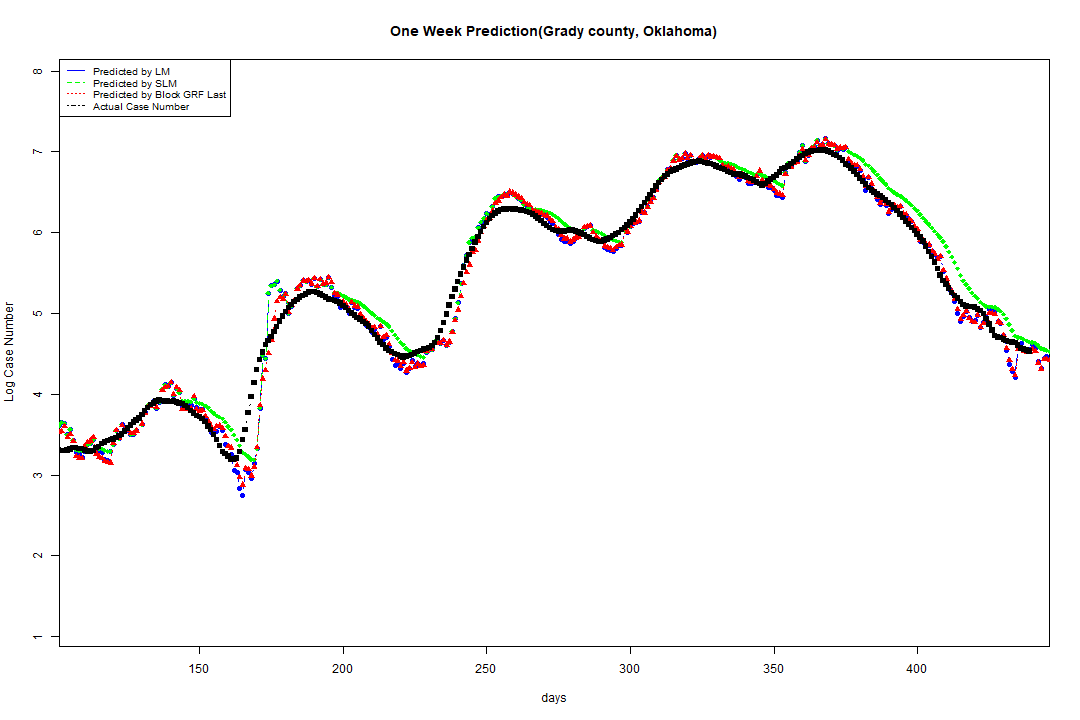 One Week Prediction(Grady county, Oklahoma)
Predicted by LM
Predicted by SLM
Predicted by Block GRF Last
Actual Case Number
8
7
6
5
4
3
2
1
Log Case Number
150 200 250 300 350 400
days